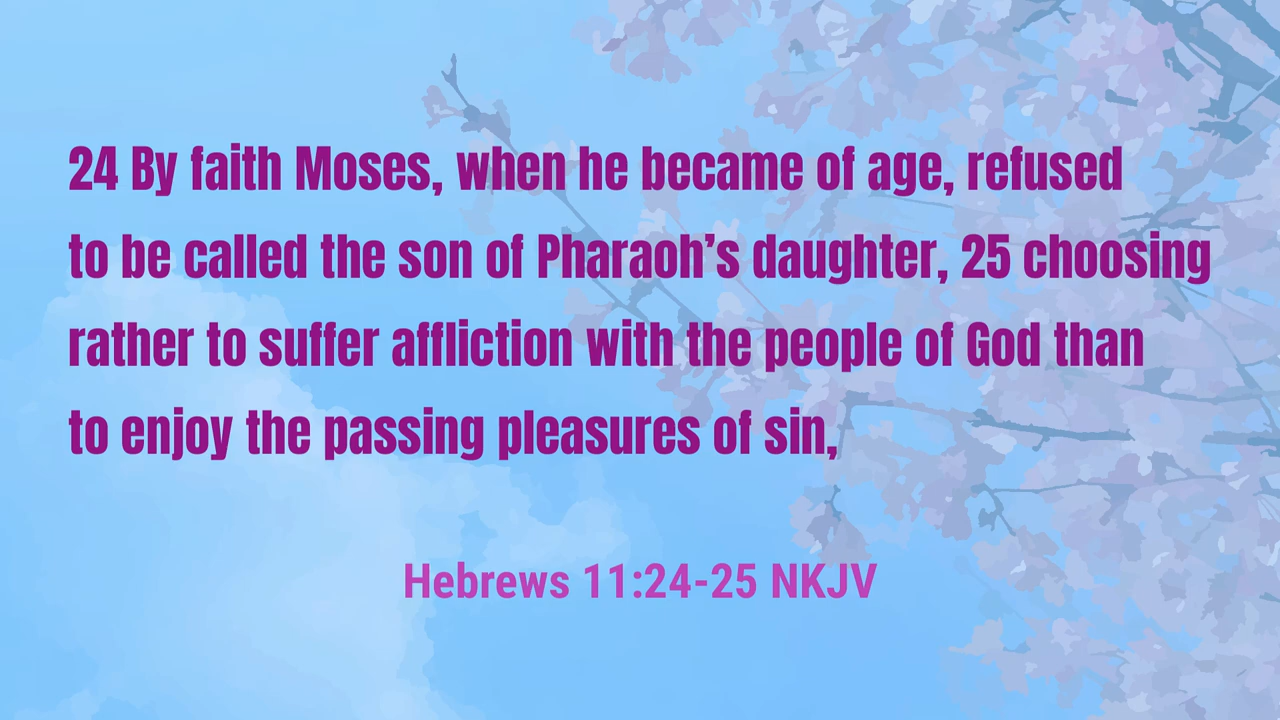 24 By faith Moses, when he became of age, refused
to be called the son of Pharaoh’s daughter, 25 choosing
rather to suffer affliction with the people of God than
to enjoy the passing pleasures of sin,
Hebrews 11:24-25 NKJV